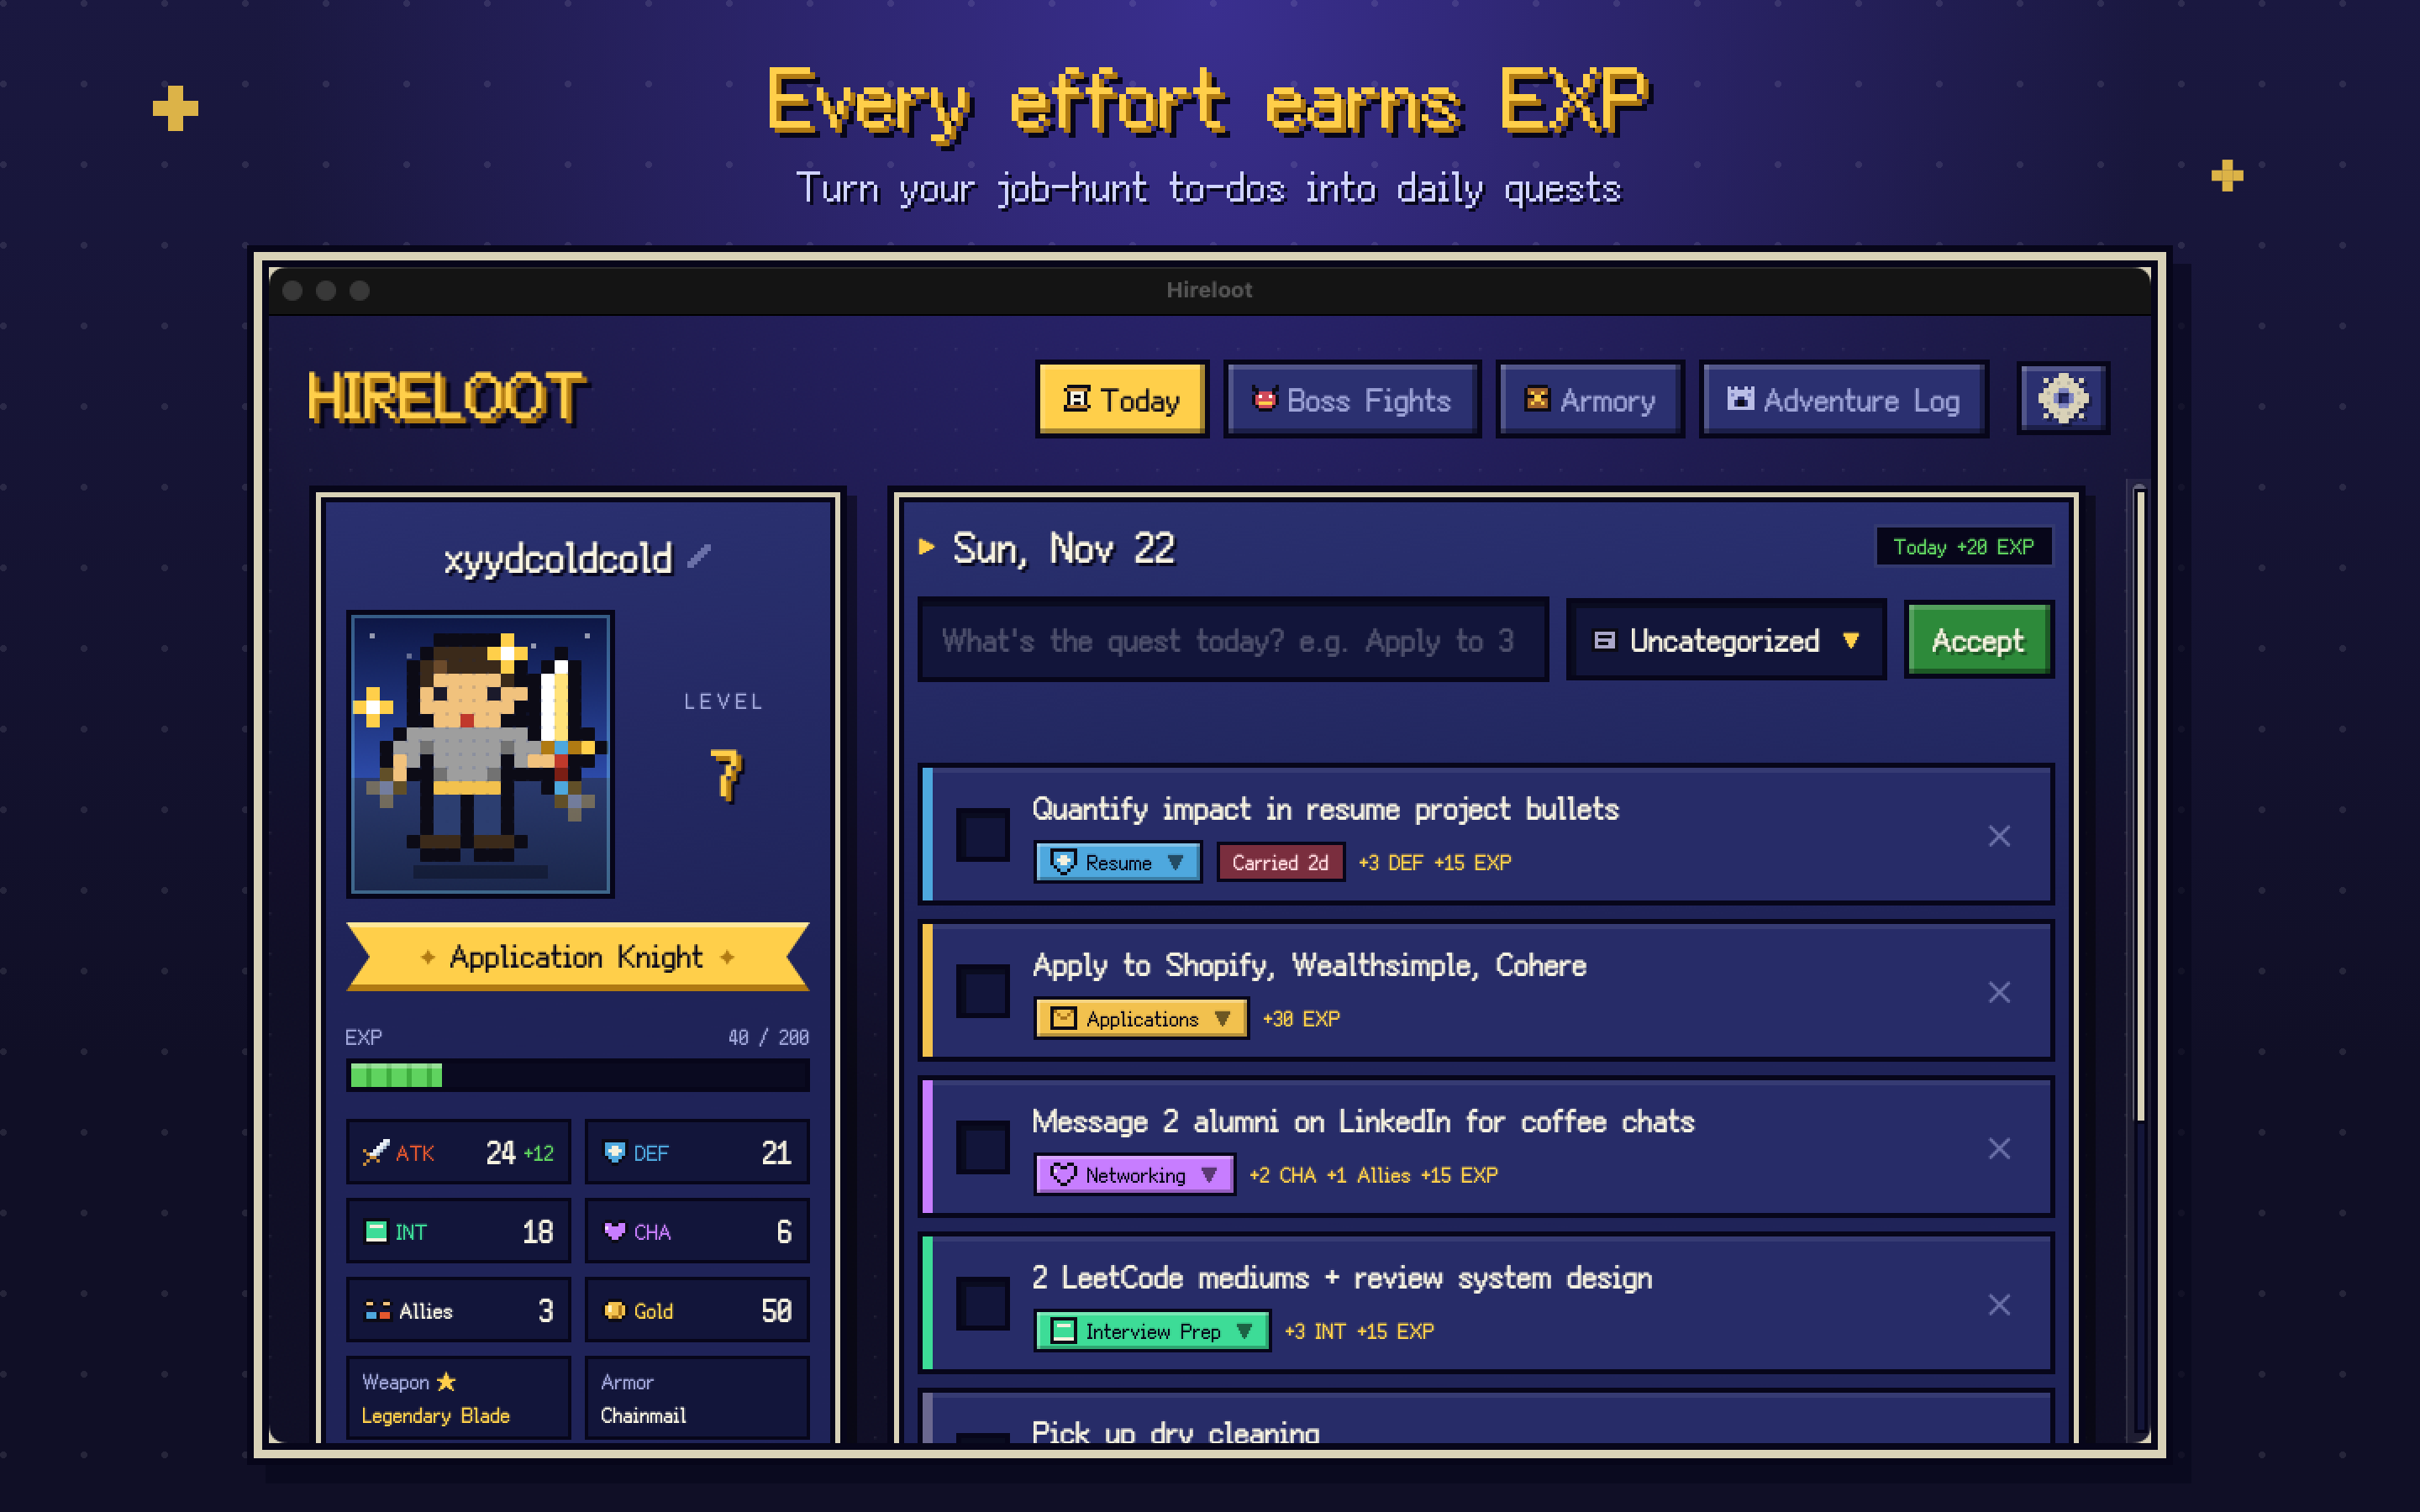 Every effort earns EXP
Turn your job-hunt to-dos into daily quests
Hireloot
HIRELOOT
Today
Boss Fights
Armory
Adventure Log
xyydcoldcold
LEVEL
7
Application Knight
EXP 40 / 200
ATK 24 +12
DEF 21
INT 18
CHA 6
Allies 3
Gold 50
Weapon
Legendary Blade
Armor
Chainmail
Sun, Nov 22
Today +20 EXP
What's the quest today? e.g. Apply to 3
Uncategorized
Accept
Quantify impact in resume project bullets
Resume Carried 2d +3 DEF +15 EXP
Apply to Shopify, Wealthsimple, Cohere
Applications +30 EXP
Message 2 alumni on LinkedIn for coffee chats
Networking +2 CHA +1 Allies +15 EXP
2 LeetCode mediums + review system design
Interview Prep +3 INT +15 EXP
Pick up dry cleaning